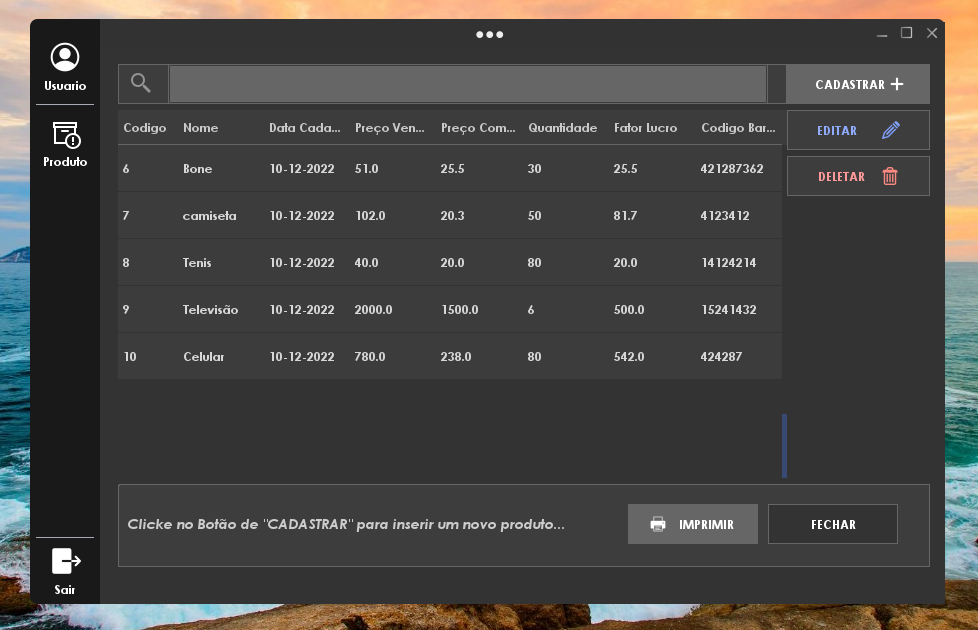 Usuario
Produto
Sair
CADASTRAR
EDITAR
DELETAR
Codigo Nome Data Cada... Preço Ven... Preço Com... Quantidade Fator Lucro Codigo Bar...
6 Bone 10-12-2022 51.0 25.5 30 25.5 421287362
7 camiseta 10-12-2022 102.0 20.3 50 81.7 4123412
8 Tenis 10-12-2022 40.0 20.0 80 20.0 14124214
9 Televisão 10-12-2022 2000.0 1500.0 6 500.0 15241432
10 Celular 10-12-2022 780.0 238.0 80 542.0 424287
Clicke no Botão de "CADASTRAR" para inserir um novo produto...
IMPRIMIR
FECHAR